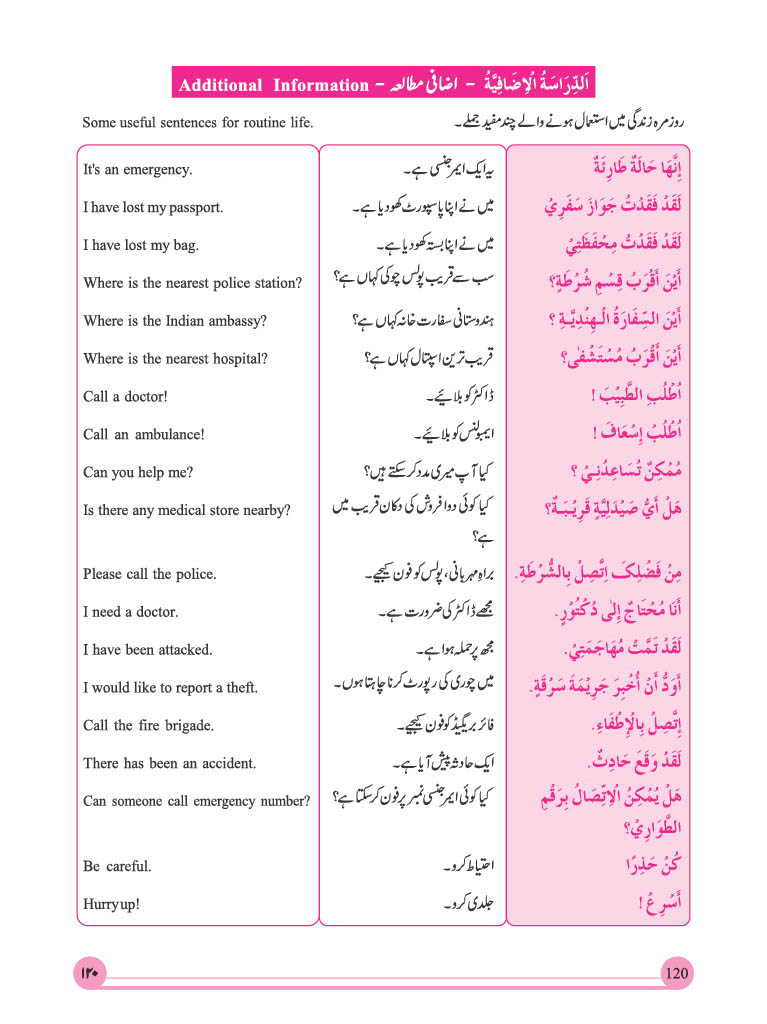 Additional Information - اضافی مطالعہ - اَلدِّرَاسَةُ الْإِضَافِيَّةُ
Some useful sentences for routine life. روزمرہ زندگی میں استعمال ہونے والے چند مفید جملے۔
It's an emergency. یہ ایک ایمرجنسی ہے۔ إِنَّهَا حَالَةٌ طَارِئَةٌ
I have lost my passport. میں نے اپنا پاسپورٹ کھو دیا ہے۔ لَقَدْ فَقَدْتُ جَوَازَ سَفَرِيْ
I have lost my bag. میں نے اپنا بستہ کھو دیا ہے۔ لَقَدْ فَقَدْتُ مِحْفَظَتِيْ
Where is the nearest police station? سب سے قریب پولس چوکی کہاں ہے؟ أَيْنَ أَقْرَبُ قِسْمِ شُرْطَةٍ؟
Where is the Indian ambassy? ہندوستانی سفارت خانہ کہاں ہے؟ أَيْنَ السِّفَارَةُ الْهِنْدِيَّةِ ؟
Where is the nearest hospital? قریب ترین اسپتال کہاں ہے؟ أَيْنَ أَقْرَبُ مُسْتَشْفٰى؟
Call a doctor! ڈاکٹر کو بلائیے۔ اُطْلُبِ الطَّبِيْبَ !
Call an ambulance! ایمبولنس کو بلائیے۔ اُطْلُبْ إِسْعَافَ !
Can you help me? کیا آپ میری مدد کر سکتے ہیں؟ مُمْكِنٌ تُسَاعِدُنِيْ ؟
Is there any medical store nearby? کیا کوئی دوا فروش کی دکان قریب میں هَلْ أَيُّ صَيْدَلِيَّةٍ قَرِيْبَةٌ؟
ہے؟
Please call the police. براہِ مہربانی، پولس کو فون کیجیے۔ مِنْ فَضْلِکَ اِتَّصِلْ بِالشُّرْطَةِ.
I need a doctor. مجھے ڈاکٹر کی ضرورت ہے۔ أَنَا مُحْتَاجٌ إِلٰى دُكْتُوْرٍ.
I have been attacked. مجھ پر حملہ ہوا ہے۔ لَقَدْ تَمَّتْ مُهَاجَمَتِيْ.
I would like to report a theft. میں چوری کی رپورٹ کرنا چاہتا ہوں۔ أَوَدُّ أَنْ أُخْبِرَ جَرِيْمَةَ سَرْقَةٍ.
Call the fire brigade. فائر بریگیڈ کو فون کیجیے۔ إِتَّصِلْ بِالْإِطْفَاءِ.
There has been an accident. ایک حادثہ پیش آیا ہے۔ لَقَدْ وَقَعَ حَادِثٌ.
Can someone call emergency number? کیا کوئی ایمرجنسی نمبر پر فون کر سکتا ہے؟ هَلْ يُمْكِنُ الْاِتِّصَالُ بِرَقْمِ
الطَّوَارِيْ؟
Be careful. احتیاط کرو۔ كُنْ حَذِرًا
Hurry up! جلدی کرو۔ أَسْرِعُ !
۱۲۰ 120